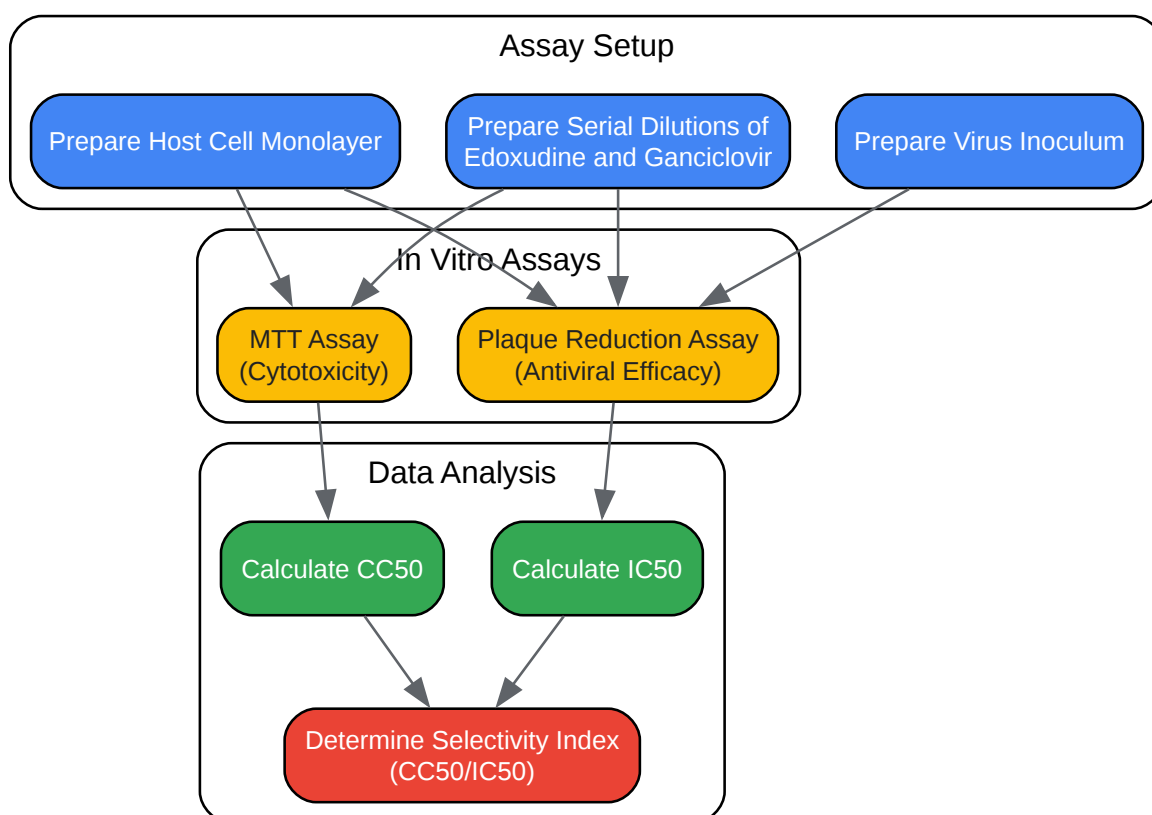 Assay Setup
Prepare Host Cell Monolayer
Prepare Serial Dilutions of
Edoxudine and Ganciclovir
Prepare Virus Inoculum
In Vitro Assays
MTT Assay
(Cytotoxicity)
Plaque Reduction Assay
(Antiviral Efficacy)
Data Analysis
Calculate CC50
Calculate IC50
Determine Selectivity Index
(CC50/IC50)